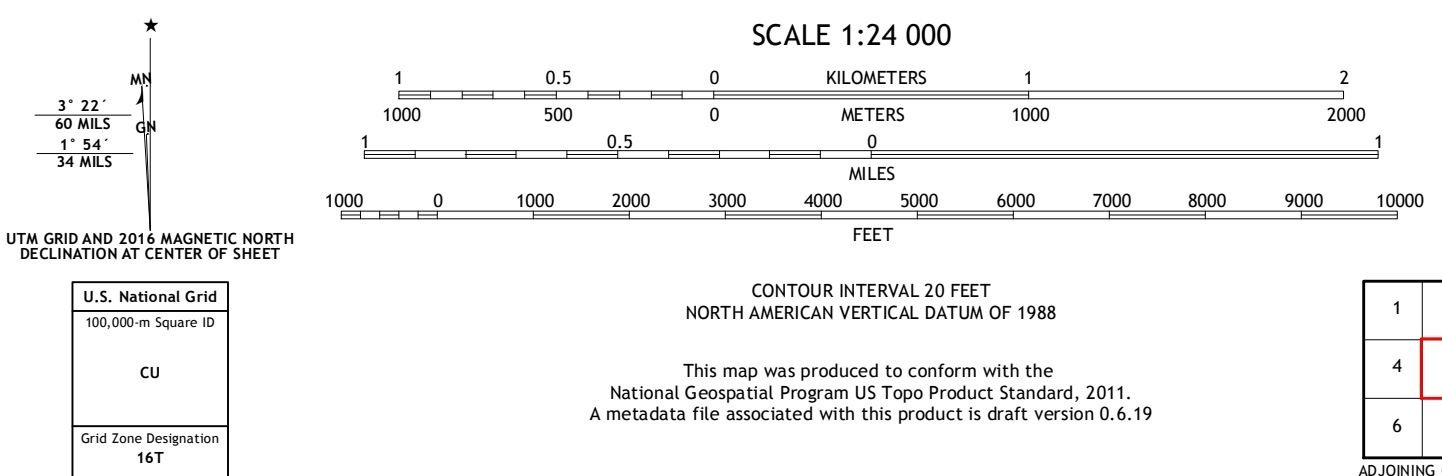 ★
MN
3° 22´
60 MILS
GN
1° 54´
34 MILS
UTM GRID AND 2016 MAGNETIC NORTH
DECLINATION AT CENTER OF SHEET
U.S. National Grid
100,000-m Square ID
CU
Grid Zone Designation
16T
SCALE 1:24 000
1 0.5 0 KILOMETERS 1 2
1000 500 0 METERS 1000 2000
1 0.5 0 1
MILES
1000 0 1000 2000 3000 4000 5000 6000 7000 8000 9000 10000
FEET
CONTOUR INTERVAL 20 FEET
NORTH AMERICAN VERTICAL DATUM OF 1988
This map was produced to conform with the
National Geospatial Program US Topo Product Standard, 2011.
A metadata file associated with this product is draft version 0.6.19
1
4
6
ADJOINING